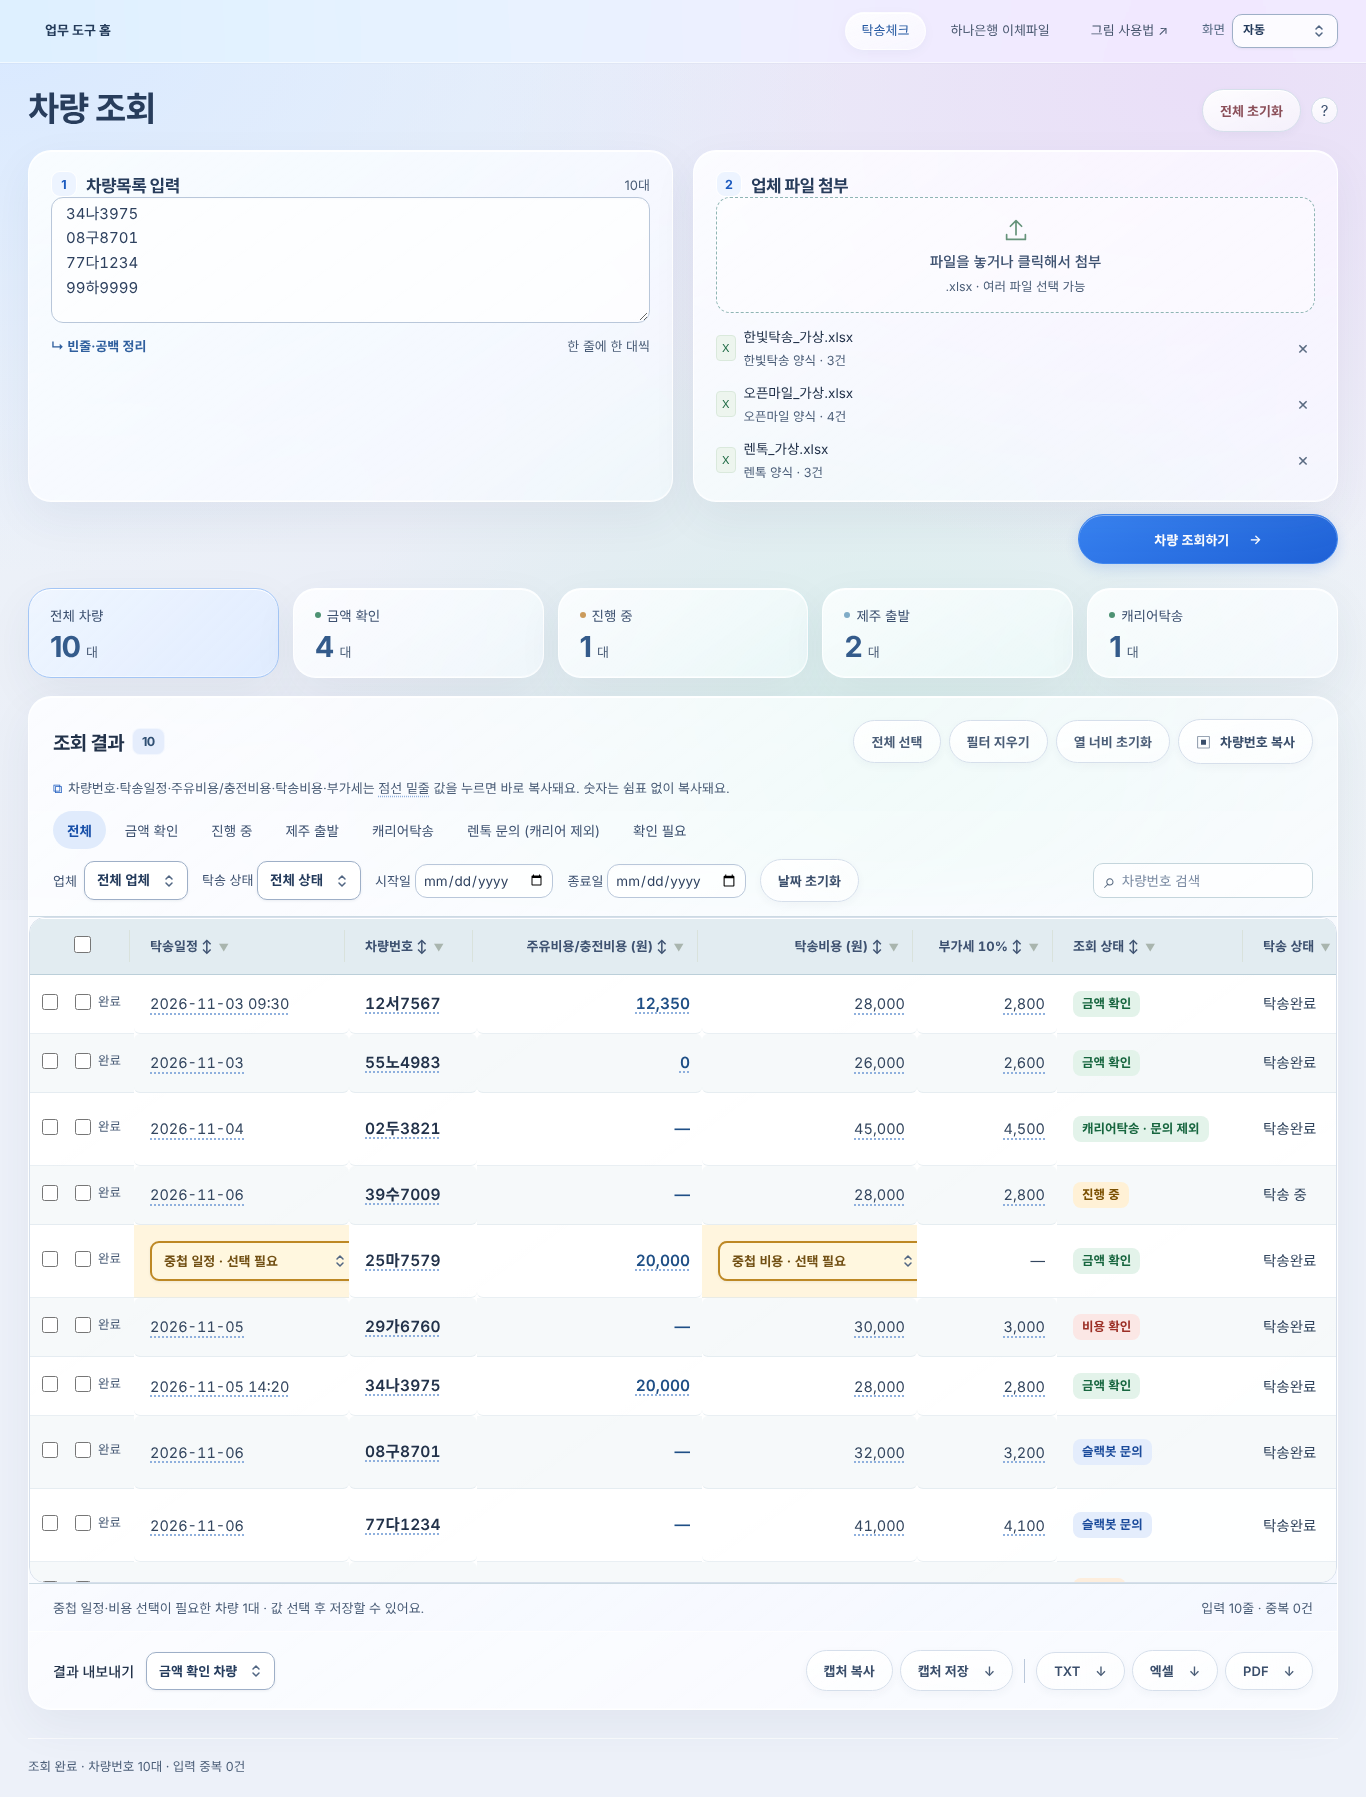 업무 도구 홈
탁송체크 하나은행 이체파일 그림 사용법 ↗ 화면 자동
차량 조회
전체 초기화 ?
1 차량목록 입력 10대
34나3975
08구8701
77다1234
99하9999
↳ 빈줄·공백 정리 한 줄에 한 대씩
2 업체 파일 첨부
파일을 놓거나 클릭해서 첨부
.xlsx · 여러 파일 선택 가능
X 한빛탁송_가상.xlsx ×
한빛탁송 양식 · 3건
X 오픈마일_가상.xlsx ×
오픈마일 양식 · 4건
X 렌톡_가상.xlsx ×
렌톡 양식 · 3건
차량 조회하기 →
전체 차량
10 대
금액 확인
4 대
진행 중
1 대
제주 출발
2 대
캐리어탁송
1 대
조회 결과 10
전체 선택 필터 지우기 열 너비 초기화 차량번호 복사
차량번호·탁송일정·주유비용/충전비용·탁송비용·부가세는 점선 밑줄 값을 누르면 바로 복사돼요. 숫자는 쉼표 없이 복사돼요.
전체 금액 확인 진행 중 제주 출발 캐리어탁송 렌톡 문의 (캐리어 제외) 확인 필요
업체 전체 업체 탁송 상태 전체 상태 시작일 mm/dd/yyyy 종료일 mm/dd/yyyy 날짜 초기화 차량번호 검색
탁송일정 ↕ ▼ 차량번호 ↕ ▼ 주유비용/충전비용 (원) ↕ ▼ 탁송비용 (원) ↕ ▼ 부가세 10% ↕ ▼ 조회 상태 ↕ ▼ 탁송 상태 ▼
완료 2026-11-03 09:30 12서7567 12,350 28,000 2,800 금액 확인 탁송완료
완료 2026-11-03 55노4983 0 26,000 2,600 금액 확인 탁송완료
완료 2026-11-04 02두3821 — 45,000 4,500 캐리어탁송 · 문의 제외 탁송완료
완료 2026-11-06 39수7009 — 28,000 2,800 진행 중 탁송 중
완료 중첩 일정 · 선택 필요 25마7579 20,000 중첩 비용 · 선택 필요 — 금액 확인 탁송완료
완료 2026-11-05 29가6760 — 30,000 3,000 비용 확인 탁송완료
완료 2026-11-05 14:20 34나3975 20,000 28,000 2,800 금액 확인 탁송완료
완료 2026-11-06 08구8701 — 32,000 3,200 슬랙봇 문의 탁송완료
완료 2026-11-06 77다1234 — 41,000 4,100 슬랙봇 문의 탁송완료
중첩 일정·비용 선택이 필요한 차량 1대 · 값 선택 후 저장할 수 있어요. 입력 10줄 · 중복 0건
결과 내보내기 금액 확인 차량 캡처 복사 캡처 저장 ↓ TXT ↓ 엑셀 ↓ PDF ↓
조회 완료 · 차량번호 10대 · 입력 중복 0건